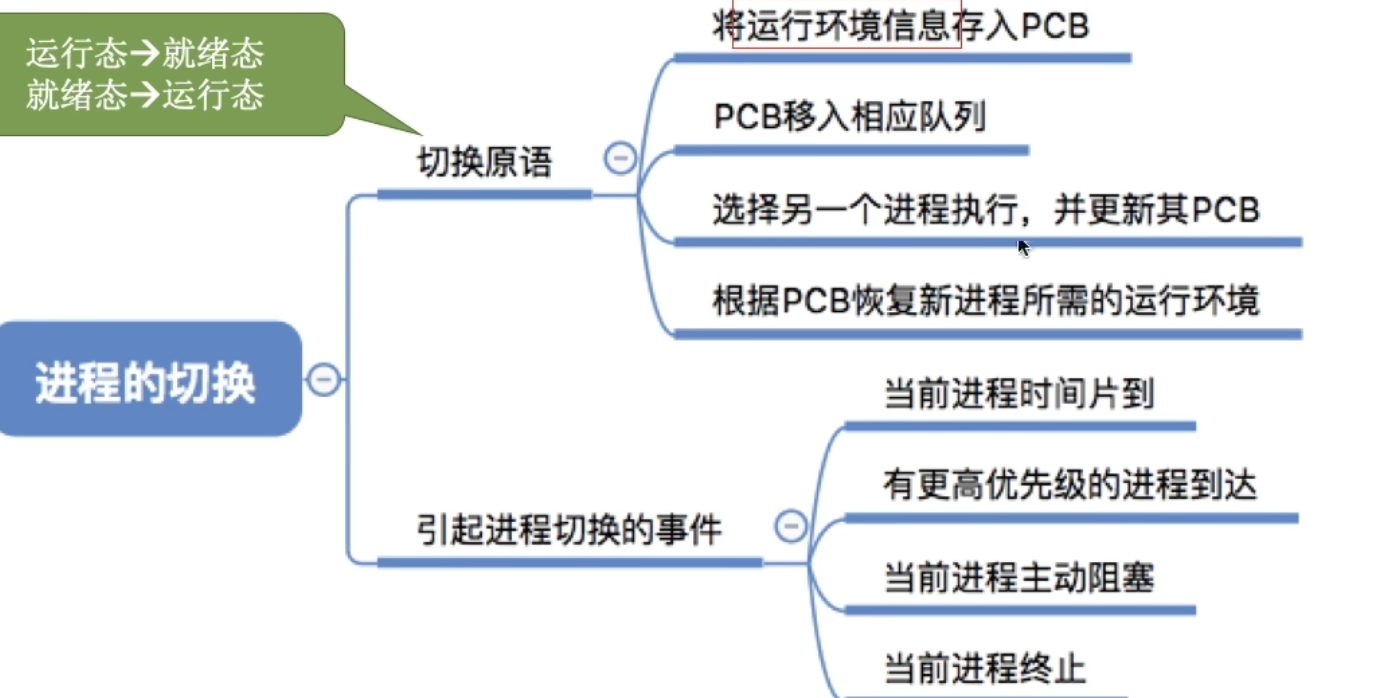 运行态→就绪态
就绪态→运行态
将运行环境信息存入PCB
PCB移入相应队列
切换原语
选择另一个进程执行，并更新其PCB
根据PCB恢复新进程所需的运行环境
进程的切换
当前进程时间片到
有更高优先级的进程到达
引起进程切换的事件
当前进程主动阻塞
当前进程终止